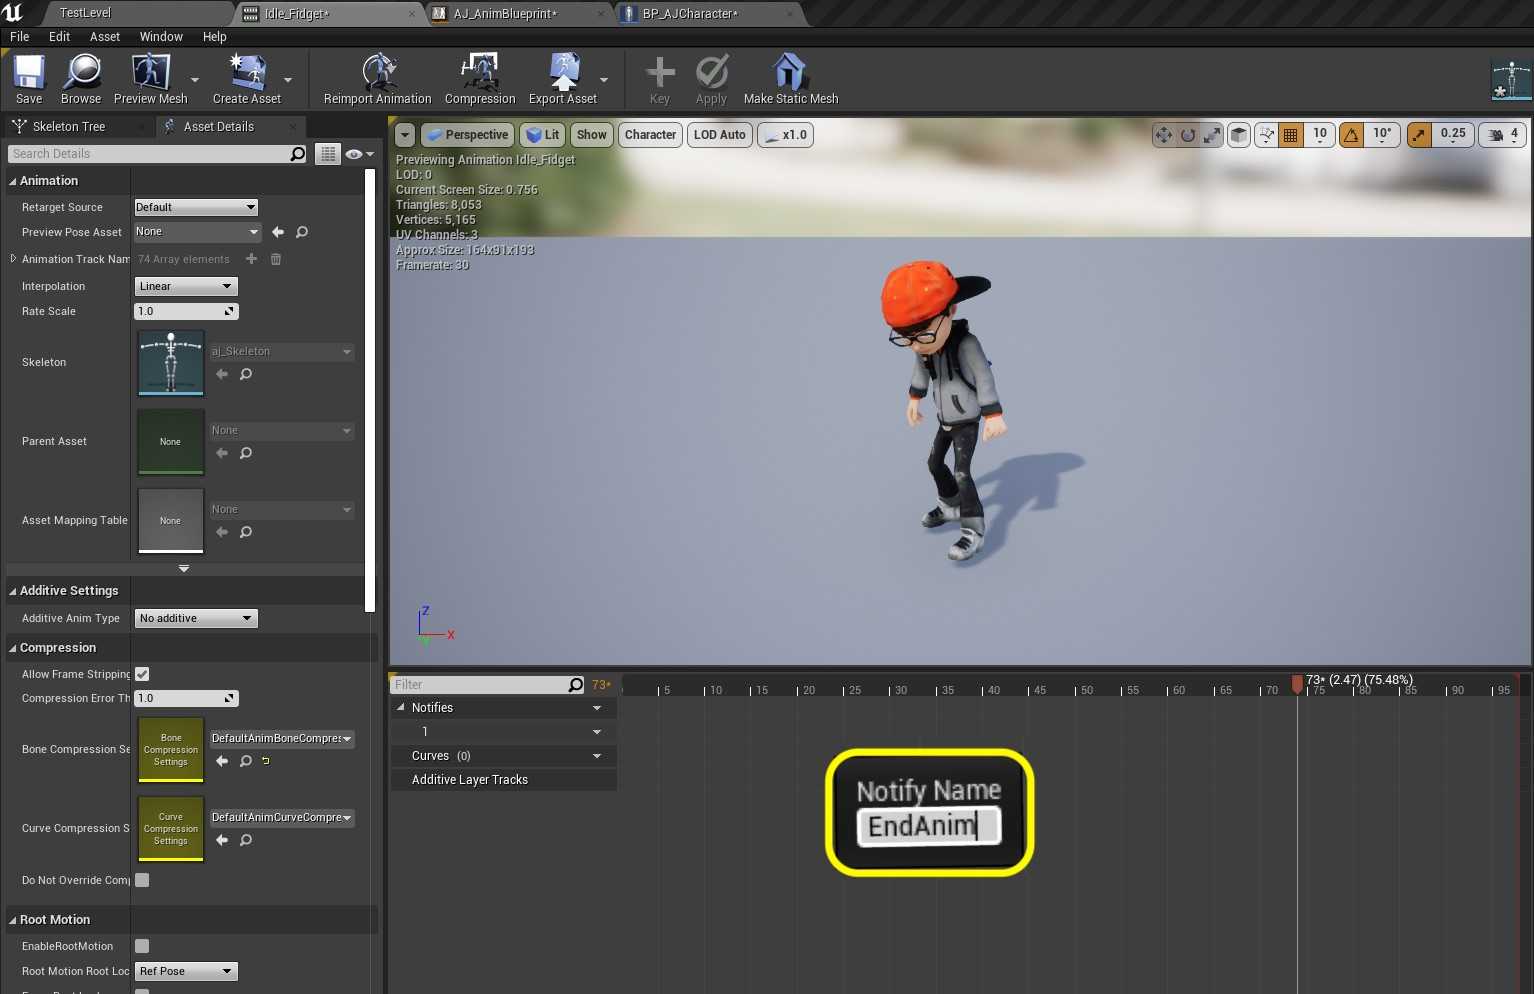 TestLevel
Idle_Fidget*
AJ_AnimBlueprint*
BP_AJCharacter*
File Edit Asset Window Help
Save
Browse
Preview Mesh
Create Asset
Reimport Animation
Compression
Export Asset
Key
Apply
Make Static Mesh
Skeleton Tree
Asset Details
Search Details
Animation
Retarget Source Default
Preview Pose Asset None
Animation Track Nam 74 Array elements
Interpolation Linear
Rate Scale 1.0
Skeleton aj_Skeleton
Parent Asset None None
Asset Mapping Table None None
Additive Settings
Additive Anim Type No additive
Compression
Allow Frame Stripping
Compression Error Th 1.0
Bone Compression Se
Bone
Compression
Settings
DefaultAnimBoneCompres
Curve Compression S
Curve
Compression
Settings
DefaultAnimCurveCompre
Do Not Override Comp
Root Motion
EnableRootMotion
Root Motion Root Loc Ref Pose
Perspective Lit Show Character LOD Auto x1.0
10 10° 0.25 4
Previewing Animation Idle_Fidget
LOD: 0
Current Screen Size: 0.756
Triangles: 8,053
Vertices: 5,165
UV Channels: 3
Approx Size: 164x91x193
Framerate: 30
Z
X
Y
Filter 73*
5 10 15 20 25 30 35 40 45 50 55 60 65 70 75 80 85 90 95
73* (2.47) (75.48%)
Notifies
1
Curves (0)
Additive Layer Tracks
Notify Name
EndAnim